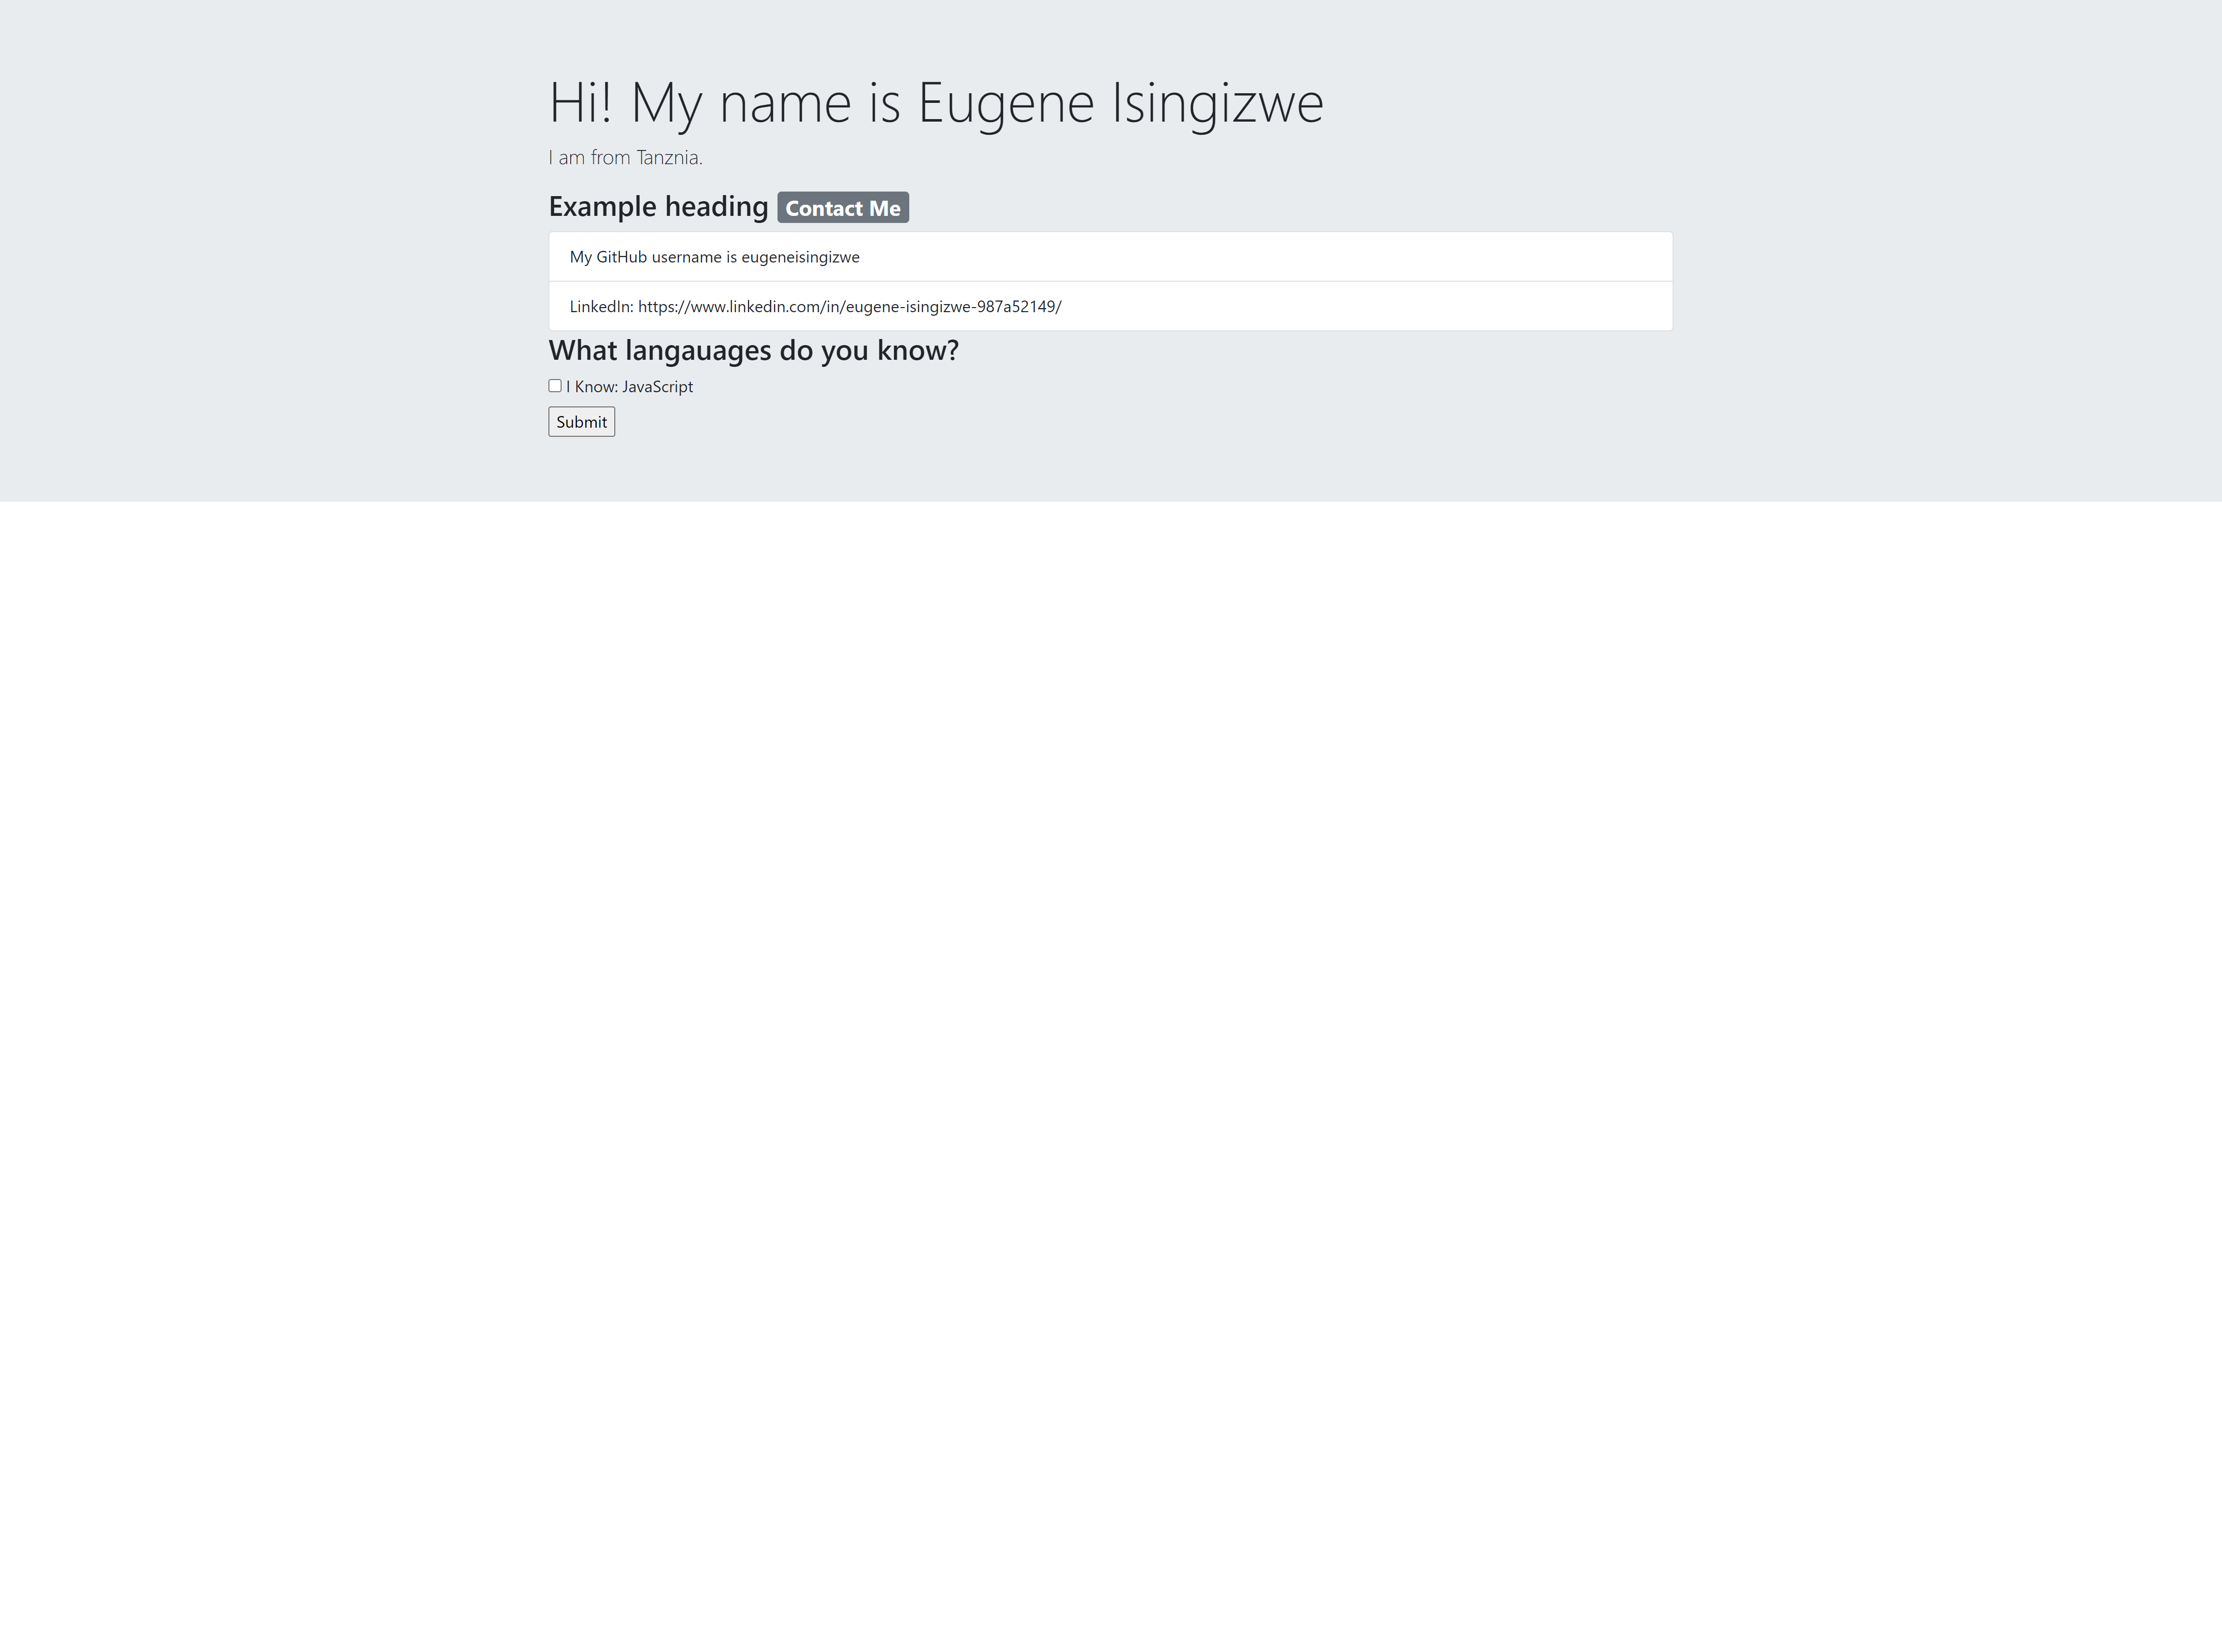 Hi! My name is Eugene Isingizwe
I am from Tanznia.
Example heading Contact Me
My GitHub username is eugeneisingizwe
LinkedIn: https://www.linkedin.com/in/eugene-isingizwe-987a52149/
What langauages do you know?
I Know: JavaScript
Submit